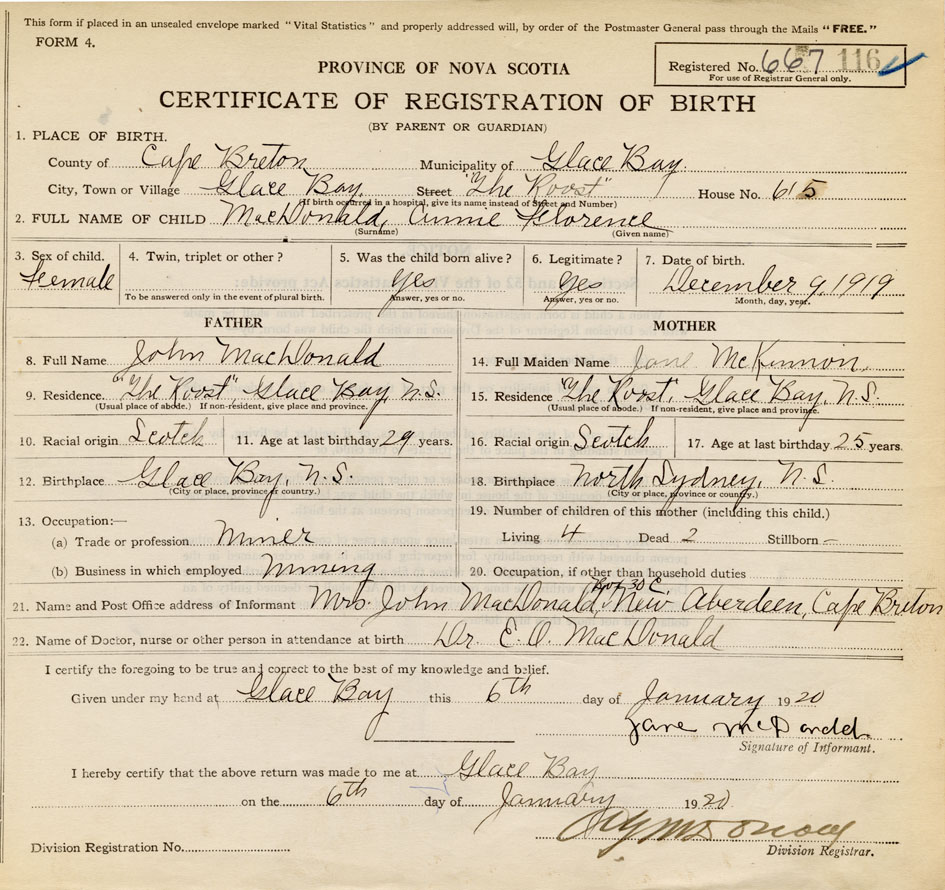 This form if placed in an unsealed envelope marked "Vital Statistics" and properly addressed will, by order of the Postmaster General pass through the Mails "FREE."
FORM 4.
Registered No. 667 116
For use of Registrar General only.
PROVINCE OF NOVA SCOTIA
CERTIFICATE OF REGISTRATION OF BIRTH
(BY PARENT OR GUARDIAN)
1. PLACE OF BIRTH.
County of Cape Breton Municipality of Glace Bay.
City, Town or Village Glace Bay. Street "The Roost" House No. 65
(If birth occurred in a hospital, give its name instead of Street and Number)
2. FULL NAME OF CHILD MacDonald, Annie Florence
(Surname) (Given name)
3. Sex of child. 4. Twin, triplet or other? 5. Was the child born alive? 6. Legitimate? 7. Date of birth.
Female Yes Yes December 9, 1919
To be answered only in the event of plural birth. Answer, yes or no. Answer, yes or no. Month, day, year.
FATHER MOTHER
8. Full Name John MacDonald 14. Full Maiden Name Jane McKinnon.
9. Residence "The Roost", Glace Bay, N.S. 15. Residence "The Roost", Glace Bay, N.S.
(Usual place of abode.) If non-resident, give place and province. (Usual place of abode.) If non-resident, give place and province.
10. Racial origin Scotch 11. Age at last birthday 29 years. 16. Racial origin Scotch 17. Age at last birthday 25 years.
12. Birthplace Glace Bay, N.S. 18. Birthplace North Sydney, N.S.
(City or place, province or country.) (City or place, province or country.)
13. Occupation:— 19. Number of children of this mother (including this child.)
(a) Trade or profession Miner Living 4 Dead 2 Stillborn –
(b) Business in which employed Mining 20. Occupation, if other than household duties
Box 30 C.
21. Name and Post Office address of Informant Mrs. John MacDonald, New Aberdeen, Cape Breton
22. Name of Doctor, nurse or other person in attendance at birth Dr. E. O. MacDonald
I certify the foregoing to be true and correct to the best of my knowledge and belief.
Given under my hand at Glace Bay this 6th day of January 1920
Jane
Signature of Informant.
I hereby certify that the above return was made to me at Glace Bay
on the 6th day of January 1920
Division Registration No. Division Registrar.